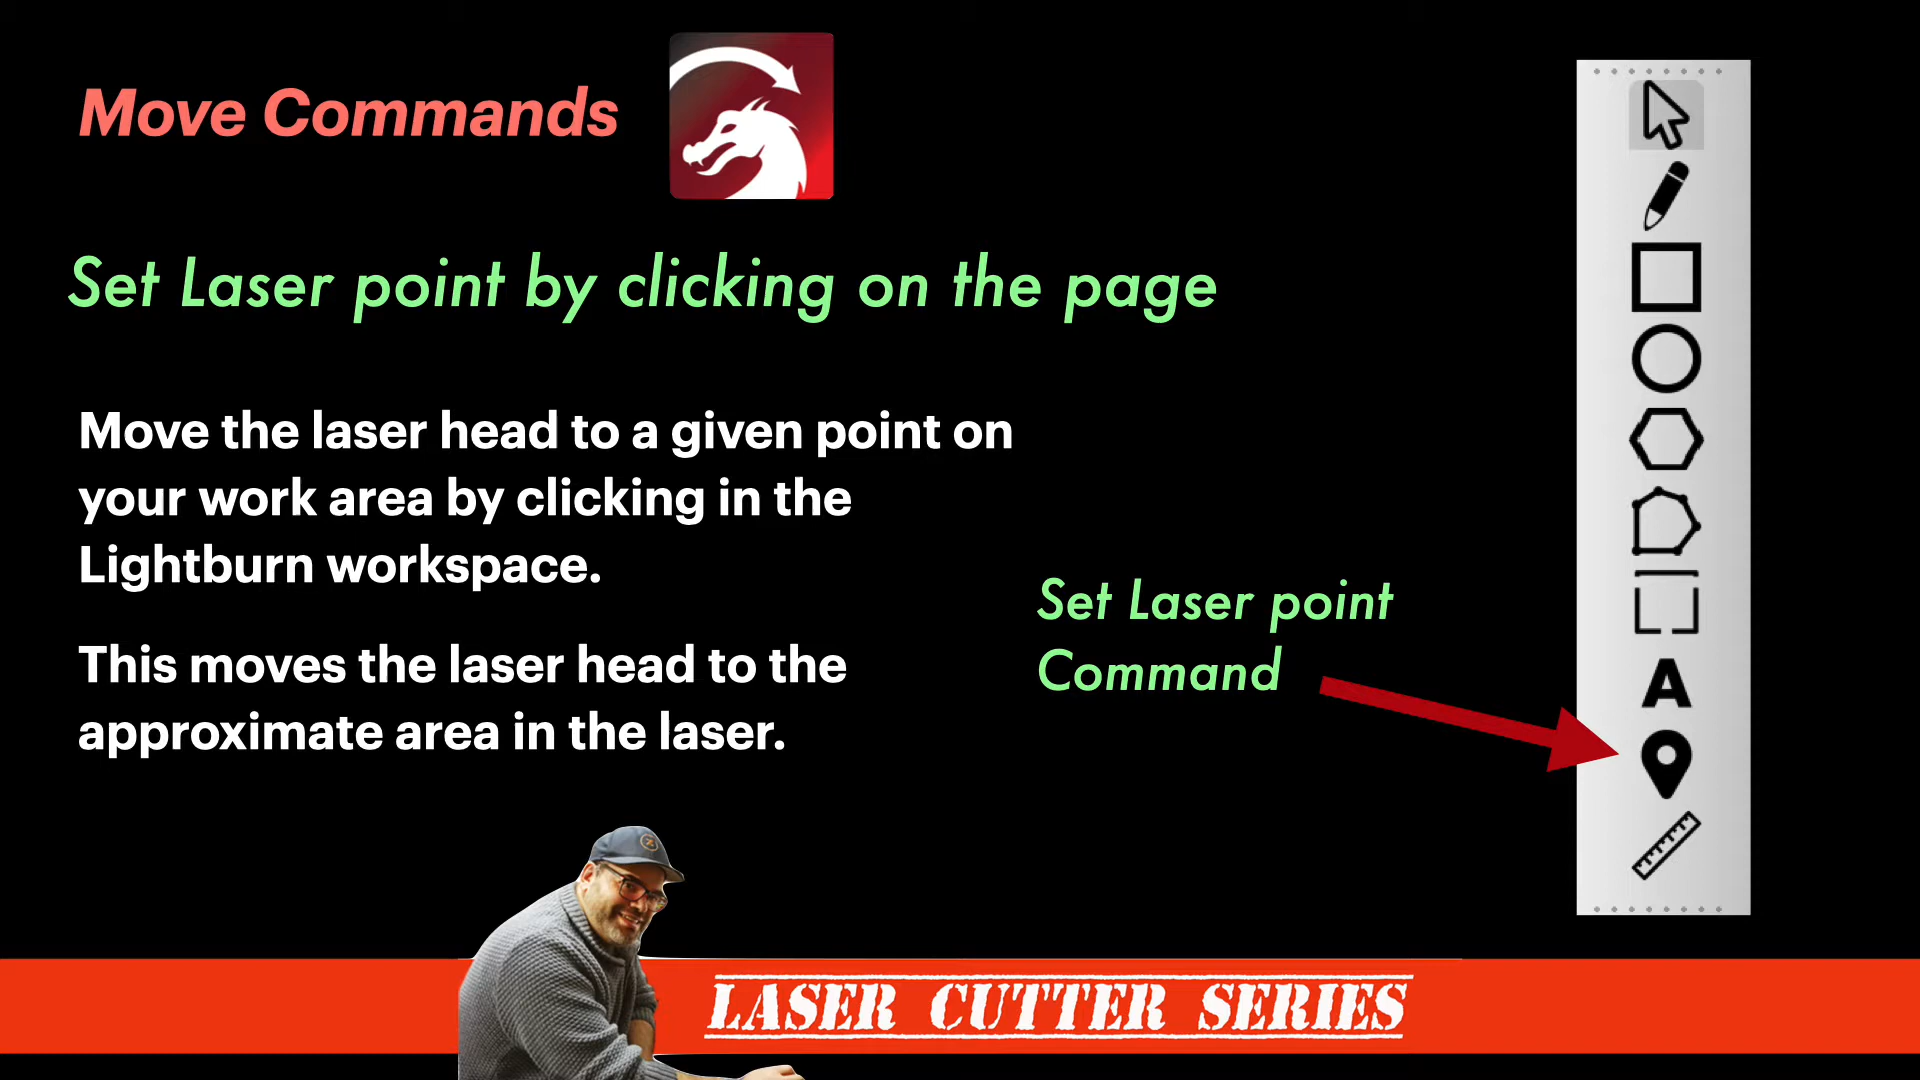 Move Commands
Set Laser point by clicking on the page
Move the laser head to a given point on
your work area by clicking in the
Lightburn workspace.
This moves the laser head to the
approximate area in the laser.
Set Laser point
Command
A
LASER CUTTER SERIES